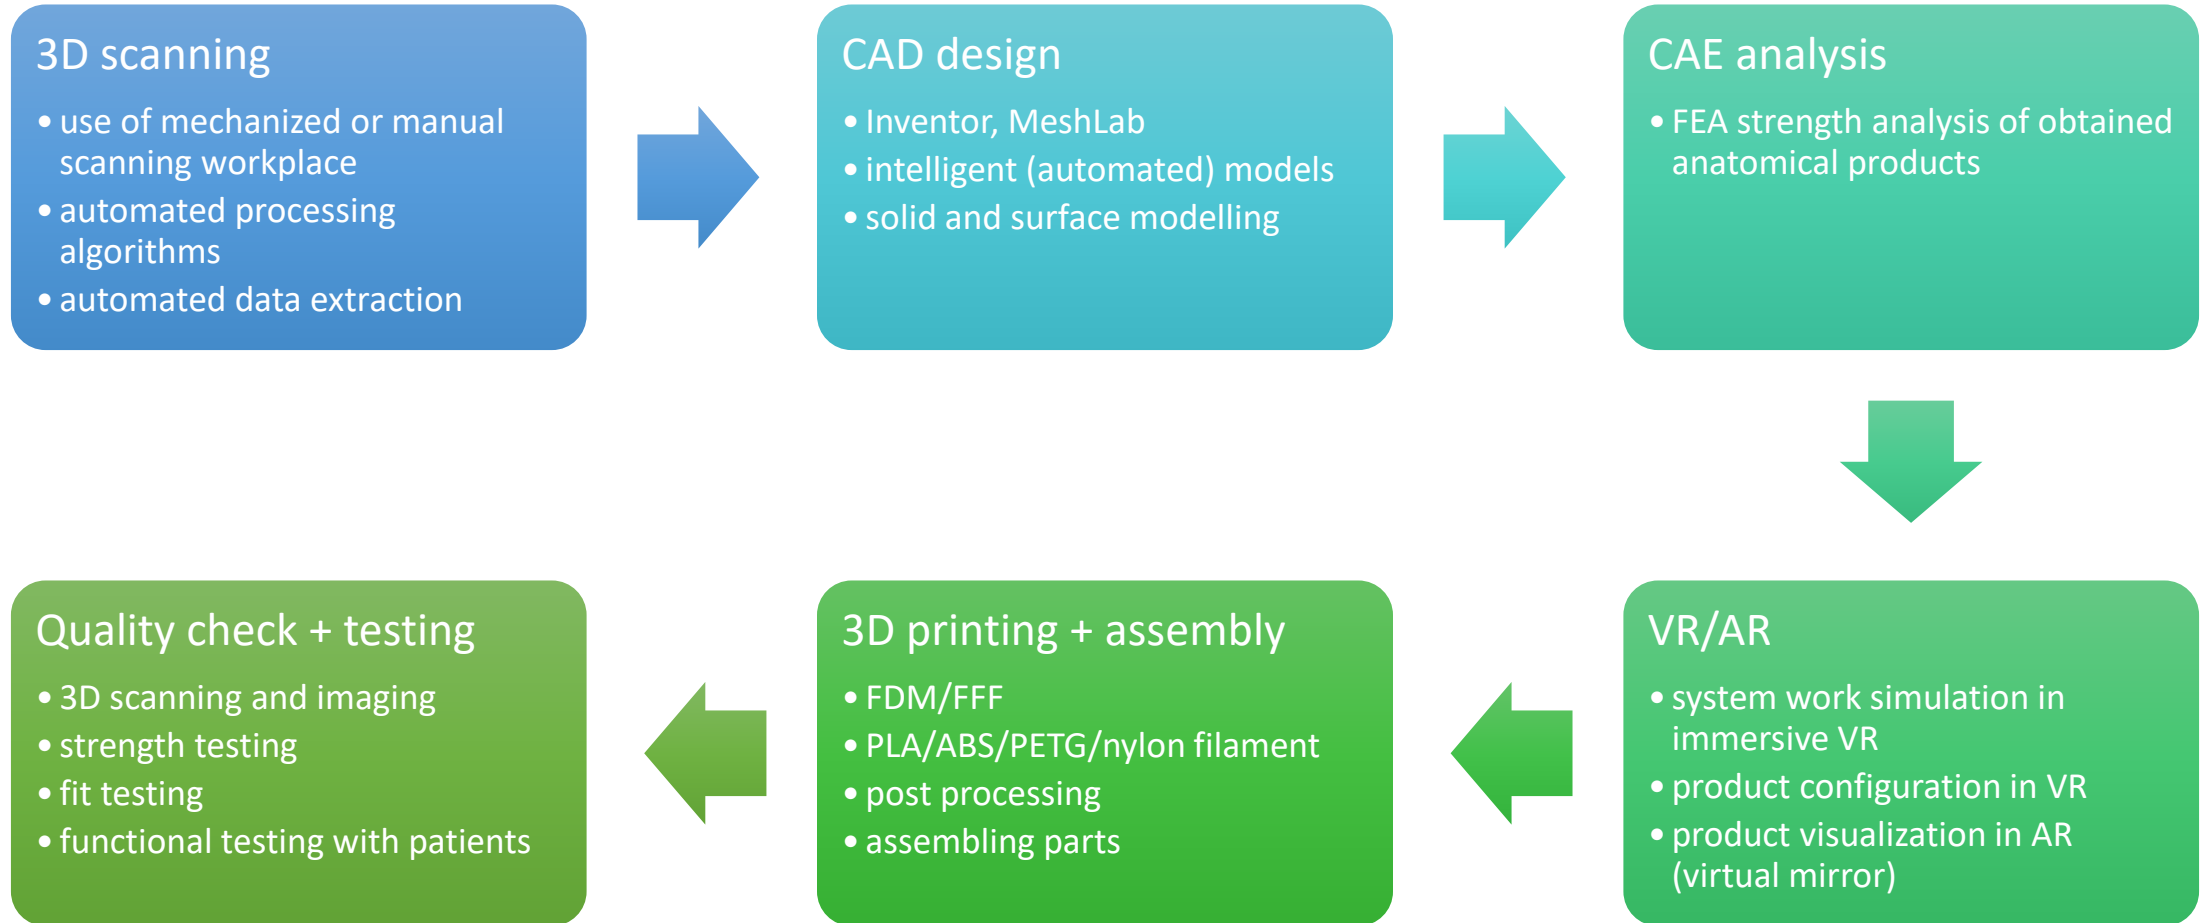 3D scanning
• use of mechanized or manual
scanning workplace
• automated processing
algorithms
• automated data extraction
CAD design
• Inventor, MeshLab
• intelligent (automated) models
• solid and surface modelling
CAE analysis
• FEA strength analysis of obtained
anatomical products
VR/AR
• system work simulation in
immersive VR
• product configuration in VR
• product visualization in AR
(virtual mirror)
3D printing + assembly
• FDM/FFF
• PLA/ABS/PETG/nylon filament
• post processing
• assembling parts
Quality check + testing
• 3D scanning and imaging
• strength testing
• fit testing
• functional testing with patients